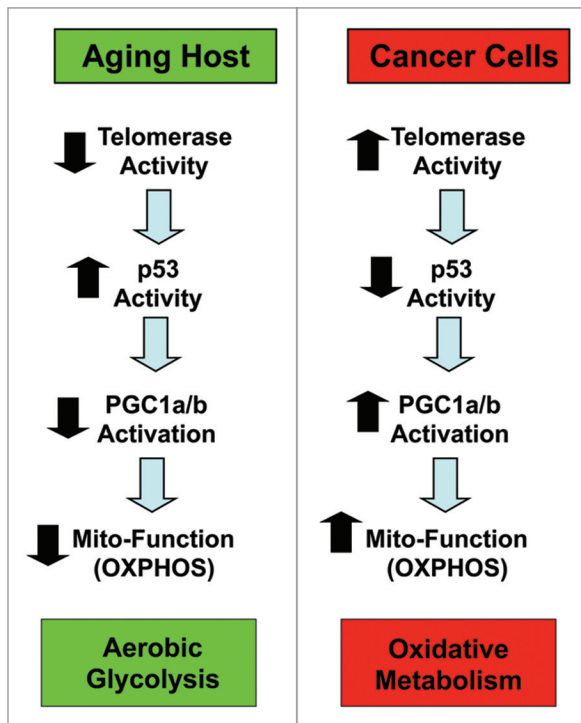 Aging Host
Telomerase
Activity
p53
Activity
PGC1a/b
Activation
Mito-Function
(OXPHOS)
Aerobic
Glycolysis
Cancer Cells
Telomerase
Activity
p53
Activity
PGC1a/b
Activation
Mito-Function
(OXPHOS)
Oxidative
Metabolism